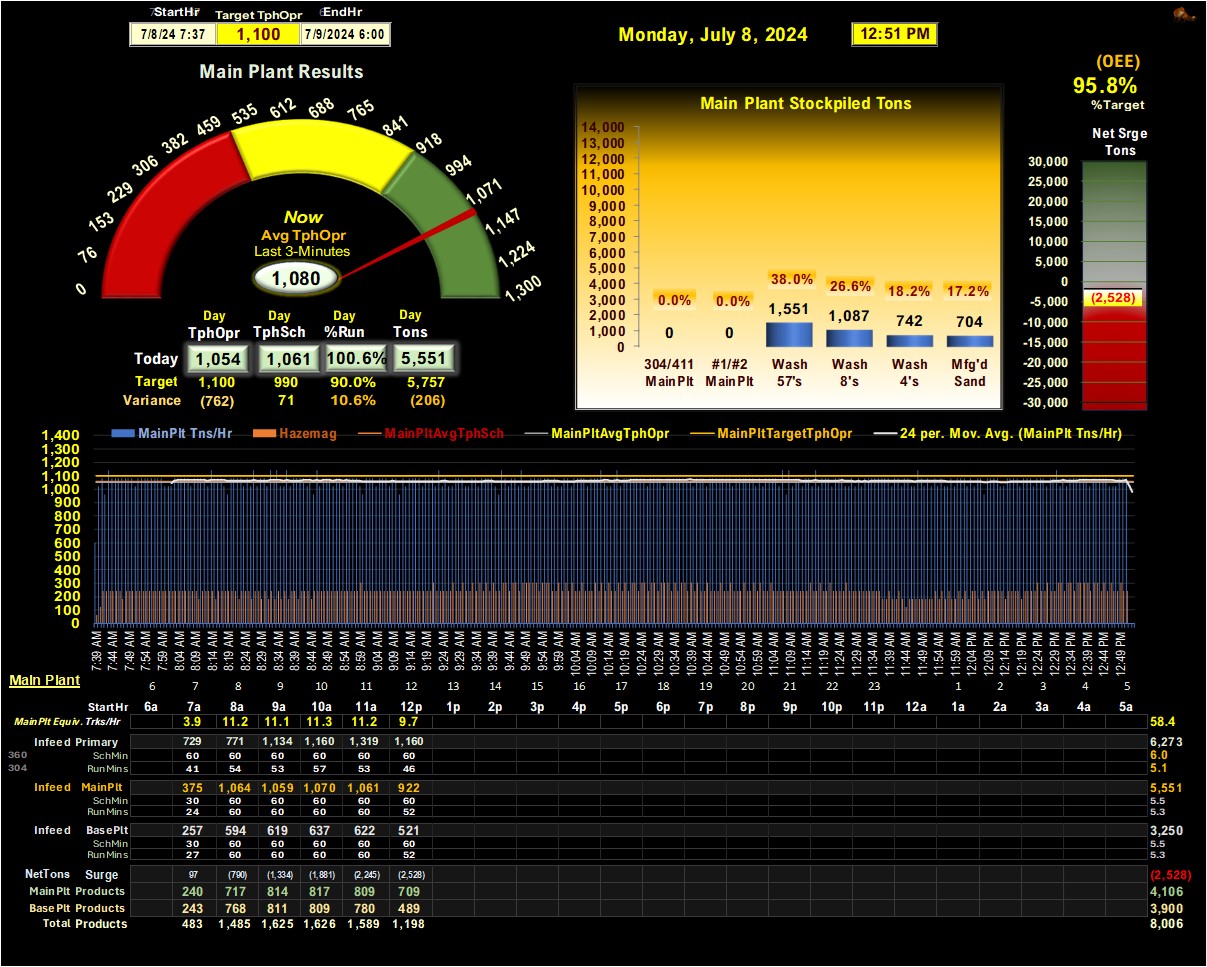 StartHr Target TphOpr EndHr
7/8/24 7:37 1,100 7/9/2024 6:00
Monday, July 8, 2024 12:51 PM
(OEE)
95.8%
%Target
Main Plant Results
0 76 153 229 306 382 459 535 612 688 765 841 918 994 1,071 1,147 1,224 1,300
Now
Avg TphOpr
Last 3-Minutes
1,080
Day Day Day Day
TphOpr TphSch %Run Tons
Today 1,054 1,061 100.6% 5,551
Target 1,100 990 90.0% 5,757
Variance (762) 71 10.6% (206)
Main Plant Stockpiled Tons
14,000
13,000
12,000
11,000
10,000
9,000
8,000
7,000
6,000
5,000
4,000
3,000
2,000
1,000
0
0.0% 0.0% 38.0% 26.6% 18.2% 17.2%
0 0 1,551 1,087 742 704
304/411 #1/#2 Wash Wash Wash Mfg'd
MainPlt MainPlt 57's 8's 4's Sand
Net Srge
Tons
30,000
25,000
20,000
15,000
10,000
5,000
0
-5,000
-10,000
-15,000
-20,000
-25,000
-30,000
(2,528)
MainPlt Tns/Hr Hazemag MainPltAvgTphSch MainPltAvgTphOpr MainPltTargetTphOpr 24 per. Mov. Avg. (MainPlt Tns/Hr)
1,400
1,300
1,200
1,100
1,000
900
800
700
600
500
400
300
200
100
0
7:39 AM 7:44 AM 7:49 AM 7:54 AM 7:59 AM 8:04 AM 8:09 AM 8:14 AM 8:19 AM 8:24 AM 8:29 AM 8:34 AM 8:39 AM 8:44 AM 8:49 AM 8:54 AM 8:59 AM 9:04 AM 9:09 AM 9:14 AM 9:19 AM 9:24 AM 9:29 AM 9:34 AM 9:39 AM 9:44 AM 9:49 AM 9:54 AM 9:59 AM 10:04 AM 10:09 AM 10:14 AM 10:19 AM 10:24 AM 10:29 AM 10:34 AM 10:39 AM 10:44 AM 10:49 AM 10:54 AM 10:59 AM 11:04 AM 11:09 AM 11:14 AM 11:19 AM 11:24 AM 11:29 AM 11:34 AM 11:39 AM 11:44 AM 11:49 AM 11:54 AM 11:59 AM 12:04 PM 12:09 PM 12:14 PM 12:19 PM 12:24 PM 12:29 PM 12:34 PM 12:39 PM 12:44 PM 12:49 PM
Main Plant 6 7 8 9 10 11 12 13 14 15 16 17 18 19 20 21 22 23 1 2 3 4 5
StartHr 6a 7a 8a 9a 10a 11a 12p 1p 2p 3p 4p 5p 6p 7p 8p 9p 10p 11p 12a 1a 2a 3a 4a 5a
MainPlt Equiv. Trks/Hr 3.9 11.2 11.1 11.3 11.2 9.7 58.4
Infeed Primary 729 771 1,134 1,160 1,319 1,160 6,273
360 SchMin 60 60 60 60 60 60 6.0
304 RunMins 41 54 53 57 53 46 5.1
Infeed MainPlt 375 1,064 1,059 1,070 1,061 922 5,551
SchMin 30 60 60 60 60 60 5.5
RunMins 24 60 60 60 60 52 5.3
Infeed BasePlt 257 594 619 637 622 521 3,250
SchMin 30 60 60 60 60 60 5.5
RunMins 27 60 60 60 60 52 5.3
NetTons Surge 97 (790) (1,334) (1,881) (2,245) (2,528) (2,528)
MainPlt Products 240 717 814 817 809 709 4,106
BasePlt Products 243 768 811 809 780 489 3,900
Total Products 483 1,485 1,625 1,626 1,589 1,198 8,006